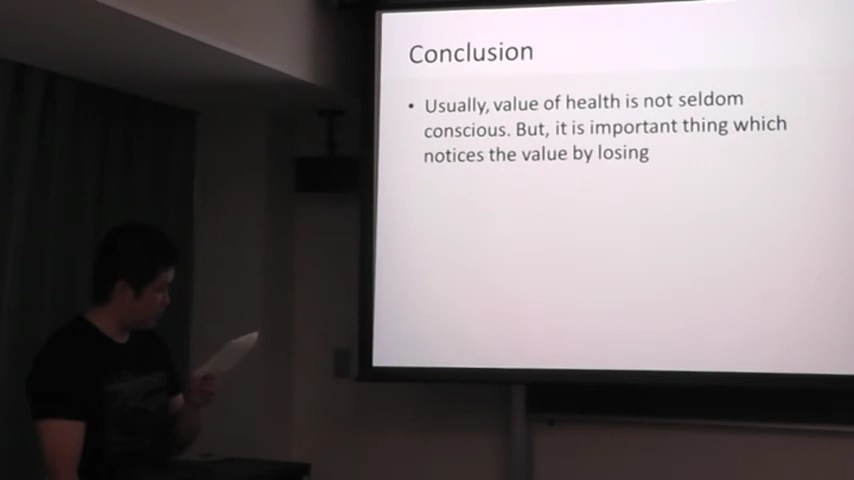 Conclusion
• Usually, value of health is not seldom
conscious. But, it is important thing which
notices the value by losing